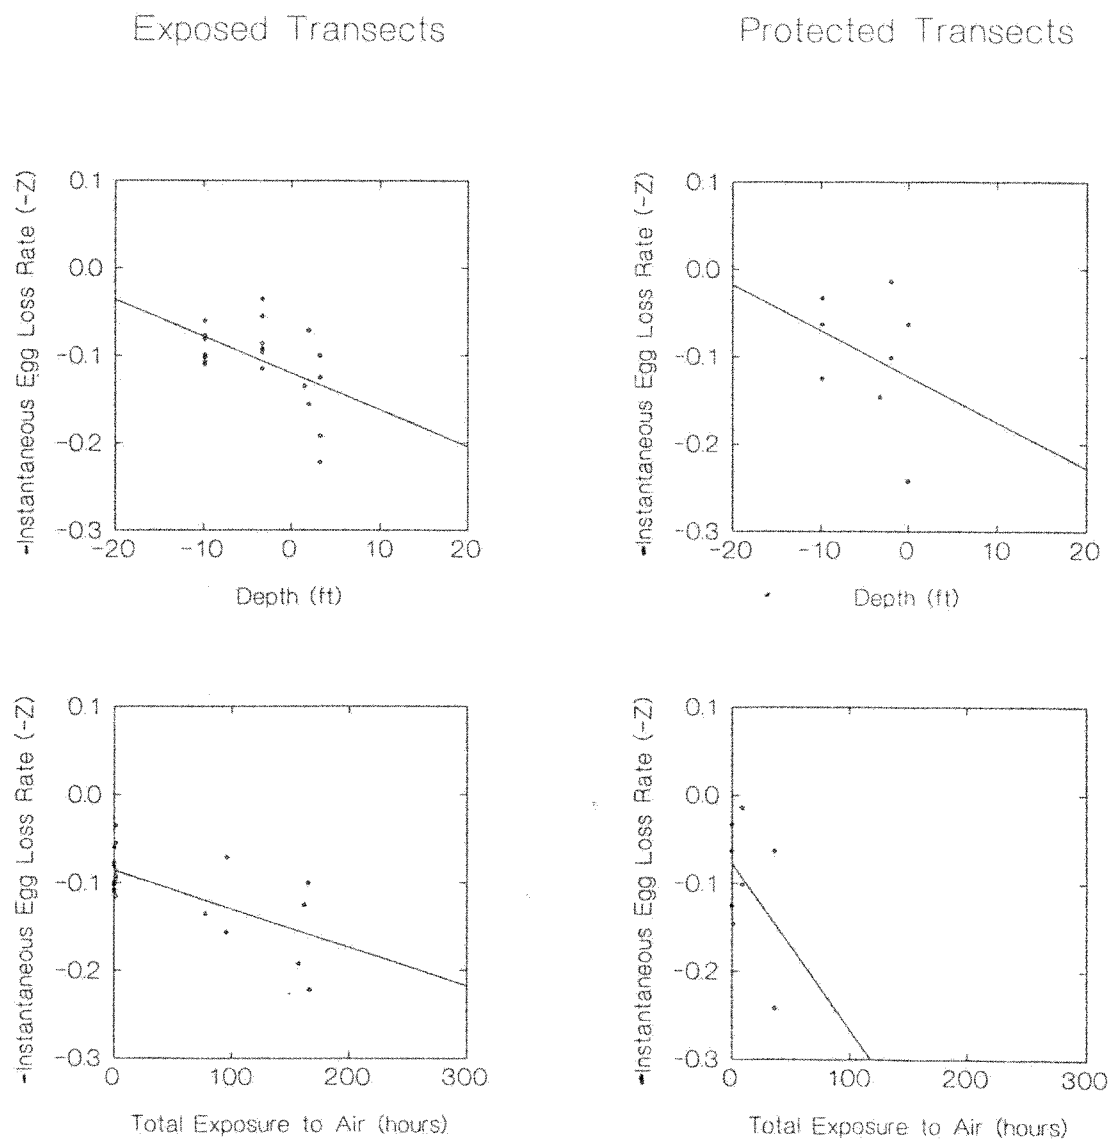 Exposed Transects
Protected Transects
-Instantaneous Egg Loss Rate (-Z)
0.1
0.0
-0.1
-0.2
-0.3
-20 -10 0 10 20
Depth (ft)
-Instantaneous Egg Loss Rate (-Z)
0.1
0.0
-0.1
-0.2
-0.3
-20 -10 0 10 20
Depth (ft)
-Instantaneous Egg Loss Rate (-Z)
0.1
0.0
-0.1
-0.2
-0.3
0 100 200 300
Total Exposure to Air (hours)
-Instantaneous Egg Loss Rate (-Z)
0.1
0.0
-0.1
-0.2
-0.3
0 100 200 300
Total Exposure to Air (hours)